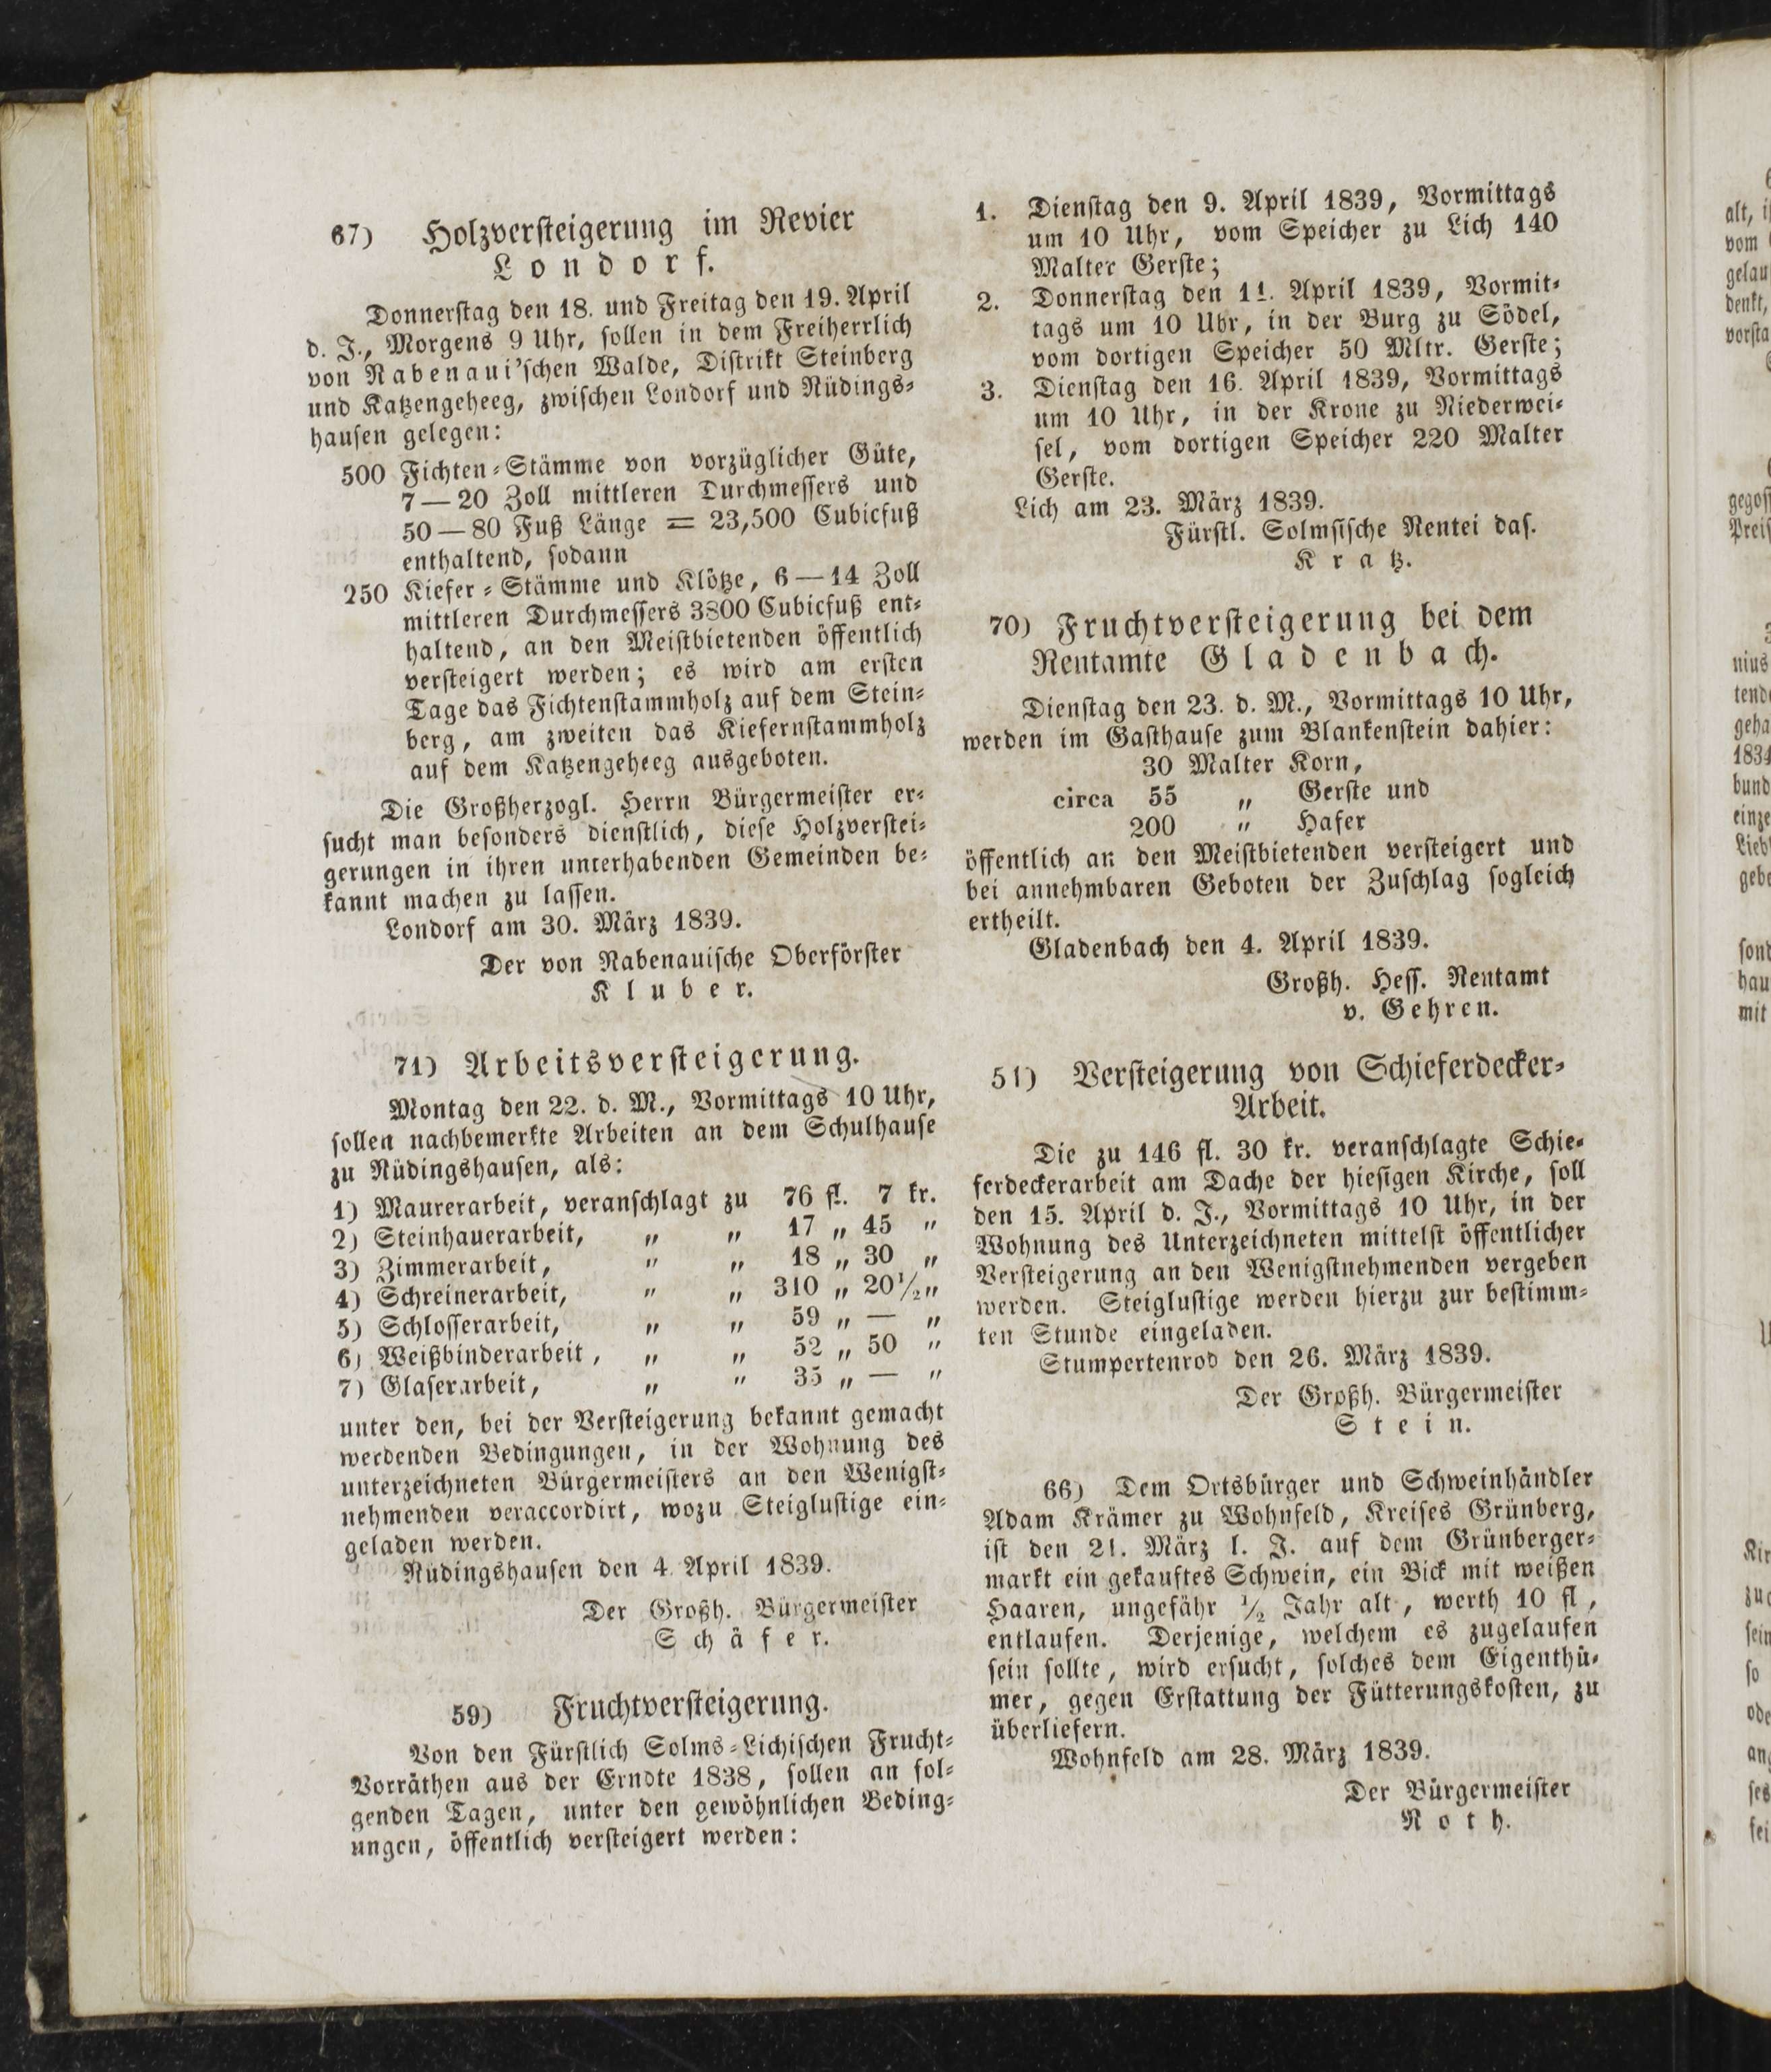 67) Holzversteigerung im Revier
Londorf.
Donnerstag den 18. und Freitag den 19. April
d. J., Morgens 9 Uhr, sollen in dem Freiherrlich
von Rabenaui'schen Walde, Distrikt Steinberg
und Katzengeheeg, zwischen Londorf und Rüdings-
hausen gelegen:
500 Fichten-Stämme von vorzüglicher Güte,
7—20 Zoll mittleren Durchmessers und
50—80 Fuß Länge = 23,500 Cubicfuß
enthaltend, sodann
250 Kiefer-Stämme und Klötze, 6—14 Zoll
mittleren Durchmessers 3800 Cubicfuß ent-
haltend, an den Meistbietenden öffentlich
versteigert werden; es wird am ersten
Tage das Fichtenstammholz auf dem Stein-
berg, am zweiten das Kiefernstammholz
auf dem Katzengeheeg ausgeboten.
Die Großherzogl. Herrn Bürgermeister er-
sucht man besonders dienstlich, diese Holzverstei-
gerungen in ihren unterhabenden Gemeinden be-
kannt machen zu lassen.
Londorf am 30. März 1839.
Der von Rabenauische Oberförster
Kluber.
71) Arbeitsversteigerung.
Montag den 22. d. M., Vormittags 10 Uhr,
sollen nachbemerkte Arbeiten an dem Schulhause
zu Rüdingshausen, als:
1) Maurerarbeit, veranschlagt zu 76 fl. 7 kr.
2) Steinhauerarbeit, „ „ 17 „ 45 „
3) Zimmerarbeit, „ „ 18 „ 30 „
4) Schreinerarbeit, „ „ 310 „ 20½ „
5) Schlosserarbeit, „ „ 59 „ — „
6) Weißbinderarbeit, „ „ 52 „ 50 „
7) Glaserarbeit, „ „ 35 „ — „
unter den, bei der Versteigerung bekannt gemacht
werdenden Bedingungen, in der Wohnung des
unterzeichneten Bürgermeisters an den Wenigst-
nehmenden veraccordirt, wozu Steiglustige ein-
geladen werden.
Rüdingshausen den 4. April 1839.
Der Großh. Bürgermeister
Schäfer.
59) Fruchtversteigerung.
Von den Fürstlich Solms-Lichischen Frucht-
Vorräthen aus der Erndte 1838, sollen an fol-
genden Tagen, unter den gewöhnlichen Beding-
ungen, öffentlich versteigert werden:
1. Dienstag den 9. April 1839, Vormittags
um 10 Uhr, vom Speicher zu Lich 140
Malter Gerste;
2. Donnerstag den 11. April 1839, Vormit-
tags um 10 Uhr, in der Burg zu Södel,
vom dortigen Speicher 50 Mltr. Gerste;
3. Dienstag den 16. April 1839, Vormittags
um 10 Uhr, in der Krone zu Niederwei-
sel, vom dortigen Speicher 220 Malter
Gerste.
Lich am 23. März 1839.
Fürstl. Solmsische Rentei das.
Kratz.
70) Fruchtversteigerung bei dem
Rentamte Gladenbach.
Dienstag den 23. d. M., Vormittags 10 Uhr,
werden im Gasthause zum Blankenstein dahier:
30 Malter Korn,
circa 55 „ Gerste und
200 „ Hafer
öffentlich an den Meistbietenden versteigert und
bei annehmbaren Geboten der Zuschlag sogleich
ertheilt.
Gladenbach den 4. April 1839.
Großh. Hess. Rentamt
v. Gehren.
51) Versteigerung von Schieferdecker-
Arbeit.
Die zu 146 fl. 30 kr. veranschlagte Schie-
ferdeckerarbeit am Dache der hiesigen Kirche, soll
den 15. April d. J., Vormittags 10 Uhr, in der
Wohnung des Unterzeichneten mittelst öffentlicher
Versteigerung an den Wenigstnehmenden vergeben
werden. Steiglustige werden hierzu zur bestimm-
ten Stunde eingeladen.
Stumpertenrod den 26. März 1839.
Der Großh. Bürgermeister
Stein.
66) Dem Ortsbürger und Schweinhändler
Adam Krämer zu Wohnfeld, Kreises Grünberg,
ist den 21. März l. J. auf dem Grünberger-
markt ein gekauftes Schwein, ein Bick mit weißen
Haaren, ungefähr ½ Jahr alt, werth 10 fl,
entlaufen. Derjenige, welchem es zugelaufen
sein sollte, wird ersucht, solches dem Eigenthü-
mer, gegen Erstattung der Fütterungskosten, zu
überliefern.
Wohnfeld am 28. März 1839.
Der Bürgermeister
Roth.